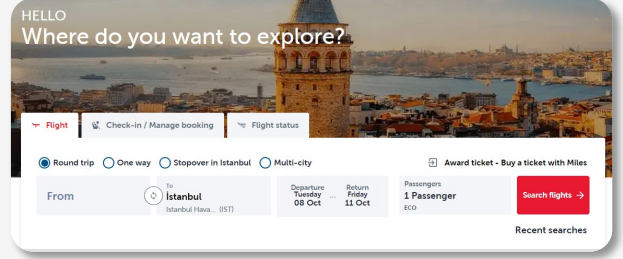 HELLO
Where do you want to explore?
Flight
Check-in / Manage booking
Flight status
Round trip
One way
Stopover in Istanbul
Multi-city
Award ticket - Buy a ticket with Miles
From
To
İstanbul
Istanbul Hava... (IST)
Departure
Tuesday
08 Oct
...
Return
Friday
11 Oct
Passengers
1 Passenger
ECO
Search flights
Recent searches